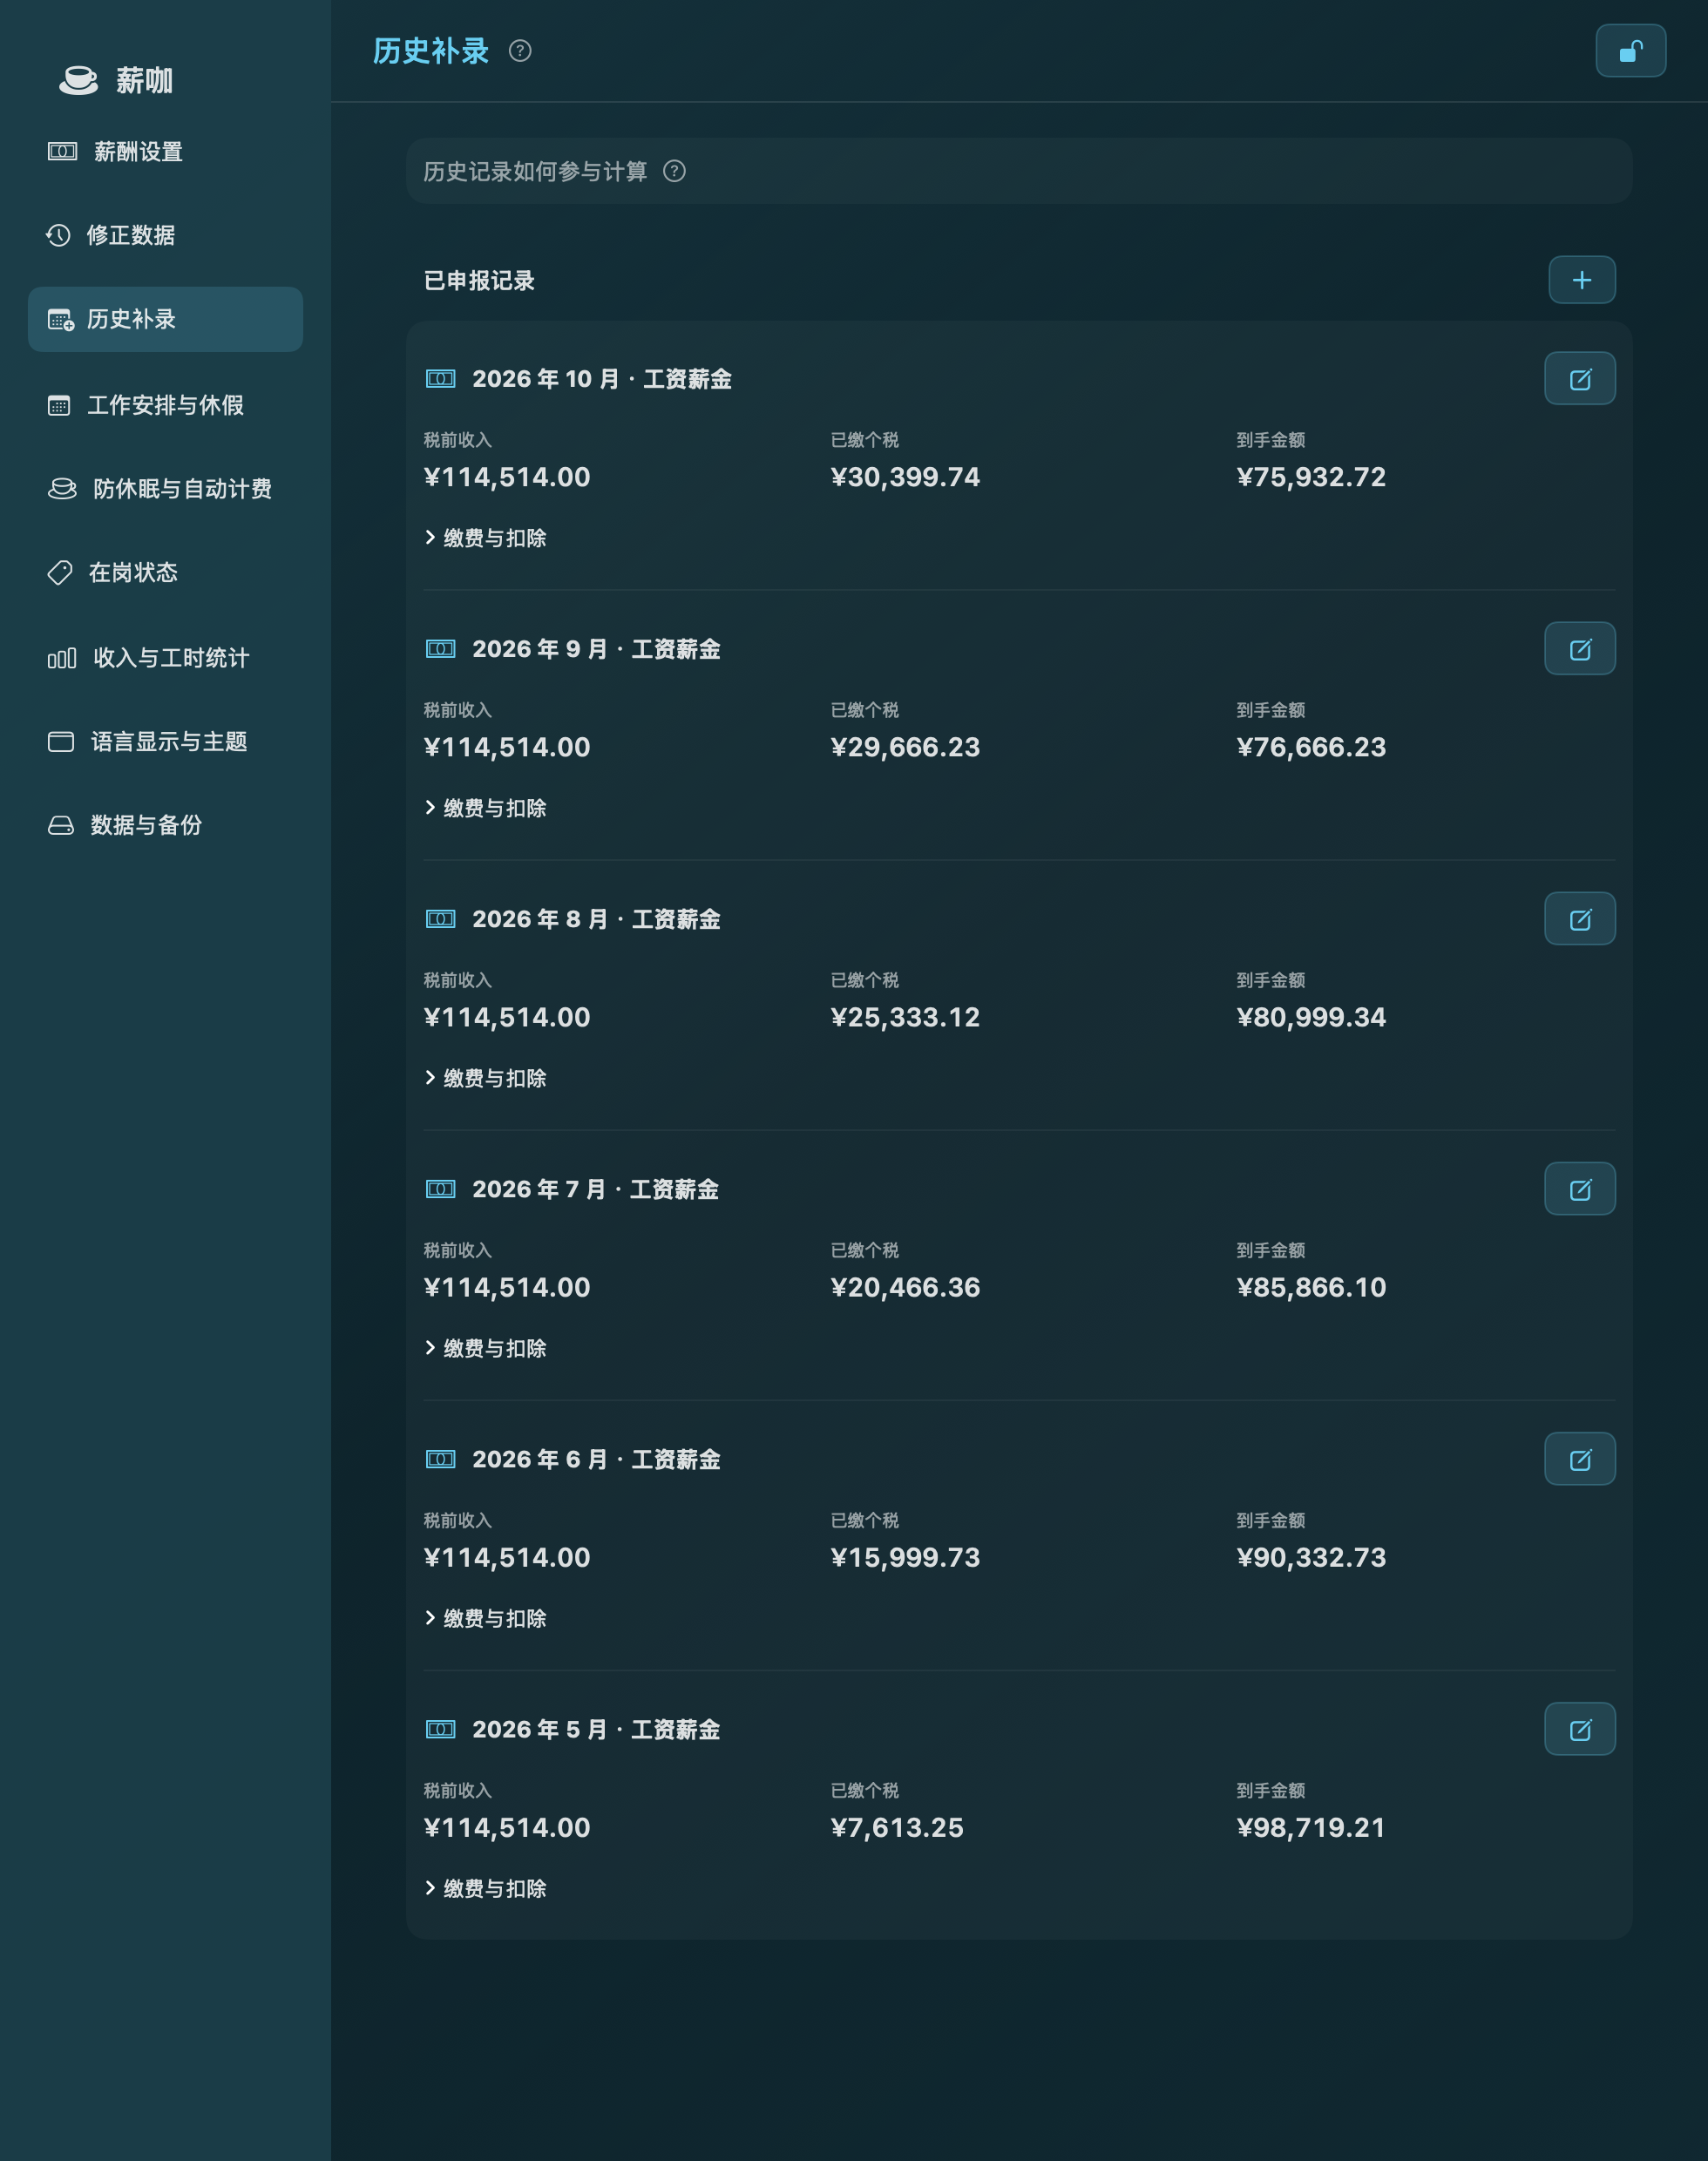 薪咖
薪酬设置
修正数据
历史补录
工作安排与休假
防休眠与自动计费
在岗状态
收入与工时统计
语言显示与主题
数据与备份
历史补录
历史记录如何参与计算
已申报记录
2026 年 10 月 · 工资薪金
税前收入 已缴个税 到手金额
¥114,514.00 ¥30,399.74 ¥75,932.72
缴费与扣除
2026 年 9 月 · 工资薪金
税前收入 已缴个税 到手金额
¥114,514.00 ¥29,666.23 ¥76,666.23
缴费与扣除
2026 年 8 月 · 工资薪金
税前收入 已缴个税 到手金额
¥114,514.00 ¥25,333.12 ¥80,999.34
缴费与扣除
2026 年 7 月 · 工资薪金
税前收入 已缴个税 到手金额
¥114,514.00 ¥20,466.36 ¥85,866.10
缴费与扣除
2026 年 6 月 · 工资薪金
税前收入 已缴个税 到手金额
¥114,514.00 ¥15,999.73 ¥90,332.73
缴费与扣除
2026 年 5 月 · 工资薪金
税前收入 已缴个税 到手金额
¥114,514.00 ¥7,613.25 ¥98,719.21
缴费与扣除